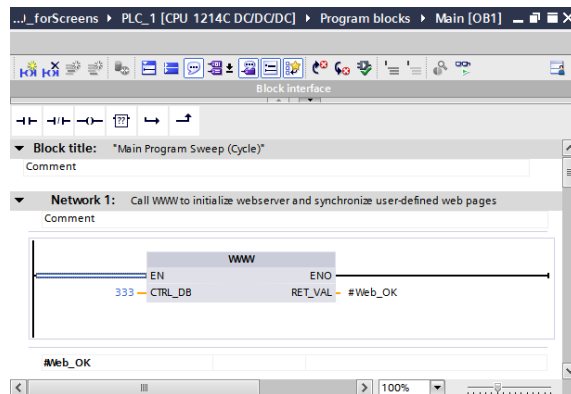 ...l_forScreens ▸ PLC_1 [CPU 1214C DC/DC/DC] ▸ Program blocks ▸ Main [OB1]
Block interface
??
Block title: "Main Program Sweep (Cycle)"
Comment
Network 1: Call WWW to initialize webserver and synchronize user-defined web pages
Comment
WWW
EN ENO
333 CTRL_DB RET_VAL #Web_OK
#Web_OK
100%